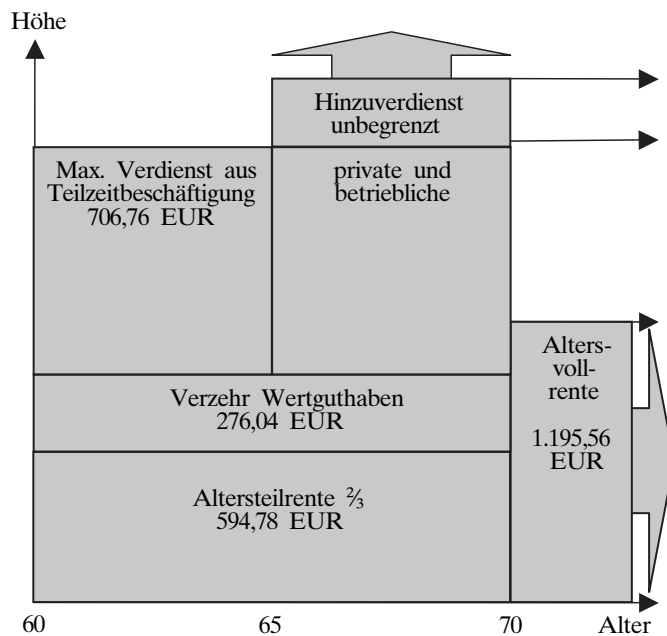 Höhe
Hinzuverdienst
unbegrenzt
Max. Verdienst aus
Teilzeitbeschäftigung
706,76 EUR
private und
betriebliche
Alters-
voll-
rente
1.195,56
EUR
Verzehr Wertguthaben
276,04 EUR
Altersteilrente ⅔
594,78 EUR
60
65
70
Alter